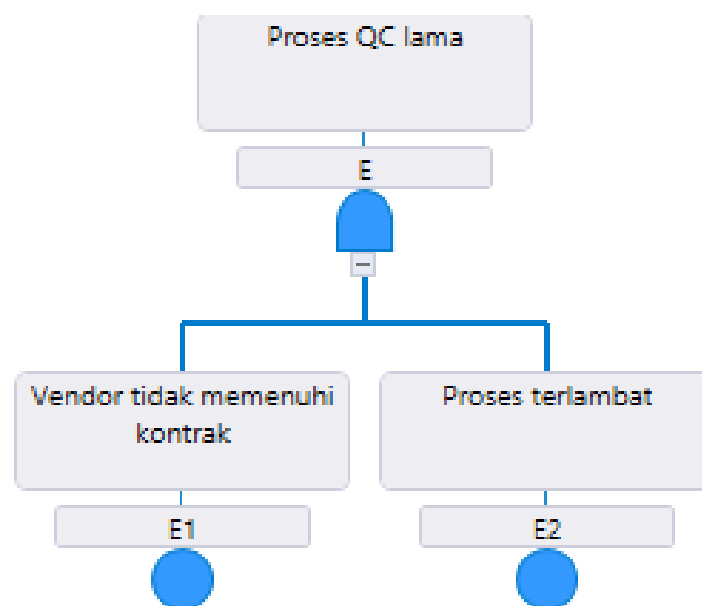 Proses QC lama
E
Vendor tidak memenuhi
kontrak
Proses terlambat
E1
E2